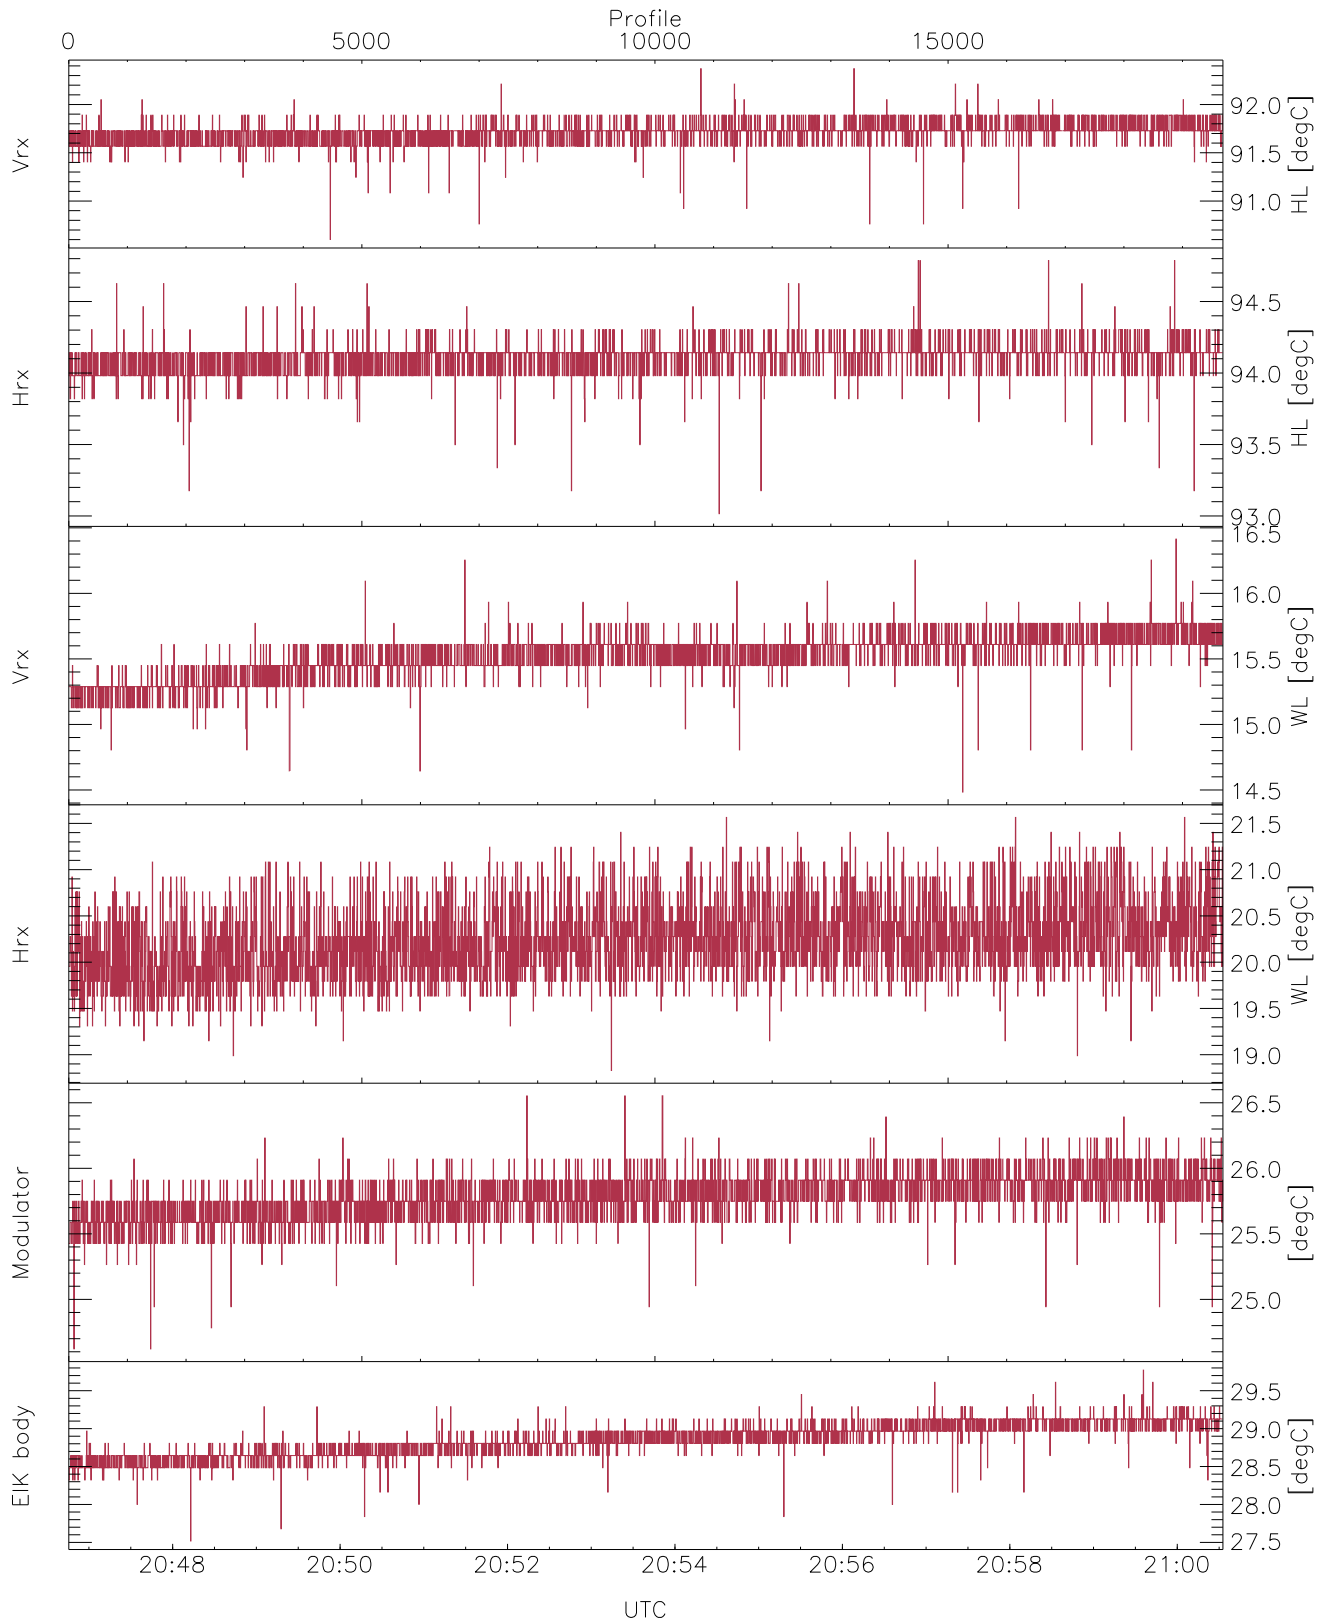 Profile
0 5000 10000 15000
Vrx
92.0
91.5
91.0
HL [degC]
Hrx
94.5
94.0
93.5
93.0
HL [degC]
Vrx
16.5
16.0
15.5
15.0
14.5
WL [degC]
Hrx
21.5
21.0
20.5
20.0
19.5
19.0
WL [degC]
Modulator
26.5
26.0
25.5
25.0
[degC]
EIK body
29.5
29.0
28.5
28.0
27.5
[degC]
20:48 20:50 20:52 20:54 20:56 20:58 21:00
UTC